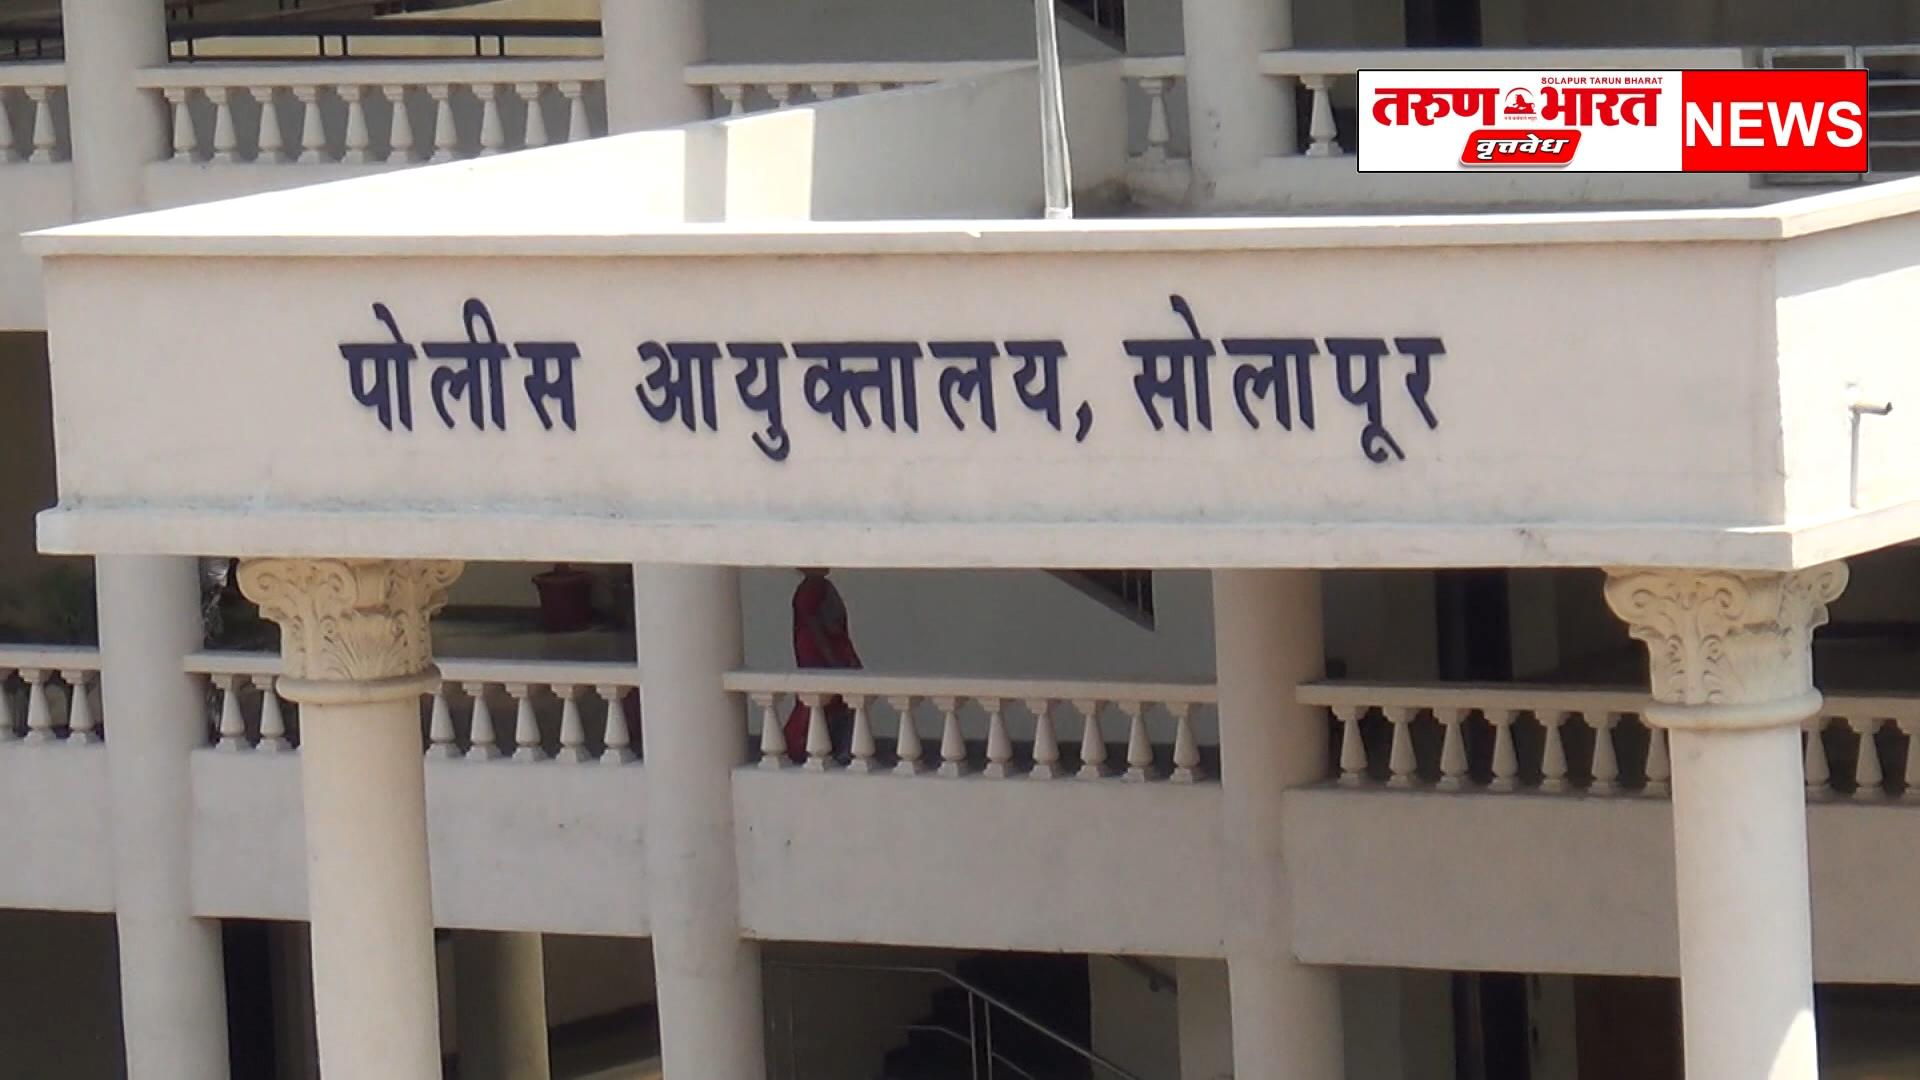 SOLAPUR TARUN BHARAT
तरुण भारत
वृत्तवेध
NEWS
पोलीस आयुक्तालय, सोलापूर